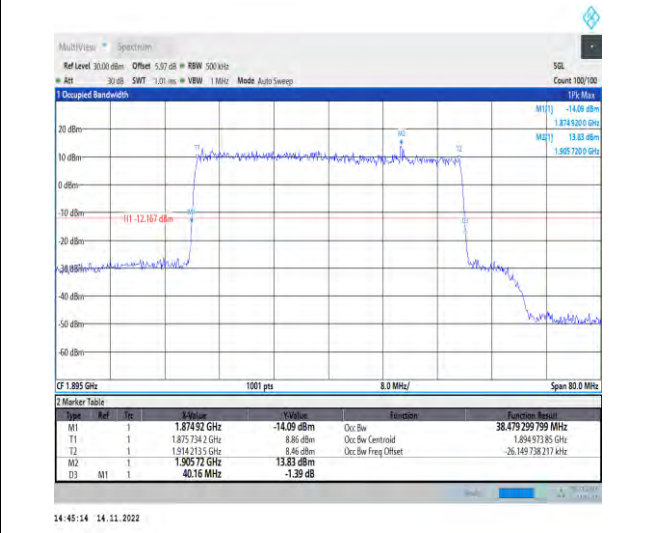 MultiView Spectrum
Ref Level 30.00 dBm Offset 5.97 dB RBW 500 kHz SGL
Att 30 dB SWT 1.01 ms VBW 1 MHz Mode Auto Sweep Count 100/100
1 Occupied Bandwidth 1Pk Max
M1[1] -14.09 dBm
1.874 920 0 GHz
M2[1] 13.83 dBm
1.905 720 0 GHz
20 dBm
10 dBm
0 dBm
-10 dBm
H1 -12.167 dBm
-20 dBm
-30 dBm
-40 dBm
-50 dBm
-60 dBm
T1
M2
T2
M1
D3
CF 1.895 GHz 1001 pts 8.0 MHz/ Span 80.0 MHz
2 Marker Table
Type Ref Trc X-Value Y-Value Function Function Result
M1 1 1.874 92 GHz -14.09 dBm Occ Bw 38.479 299 799 MHz
T1 1 1.875 734 2 GHz 8.86 dBm Occ Bw Centroid 1.894 973 85 GHz
T2 1 1.914 213 5 GHz 8.46 dBm Occ Bw Freq Offset -26.149 738 217 kHz
M2 1 1.905 72 GHz 13.83 dBm
D3 M1 1 40.16 MHz -1.39 dB
14:45:14 14.11.2022